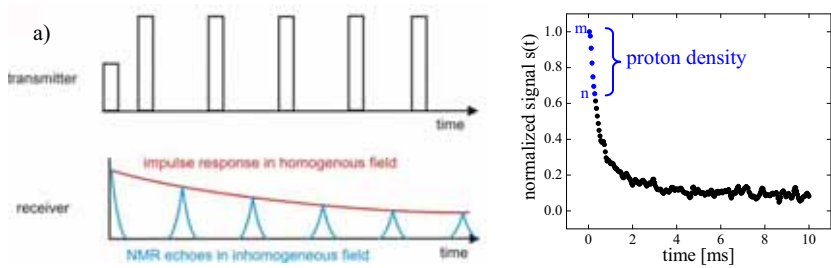 a)
transmitter
time
impulse response in homogenous field
receiver
NMR echoes in inhomogeneous field
time
normalized signal s(t)
1.0
0.8
0.6
0.4
0.2
0.0
m
n
proton density
0 2 4 6 8 10
time [ms]